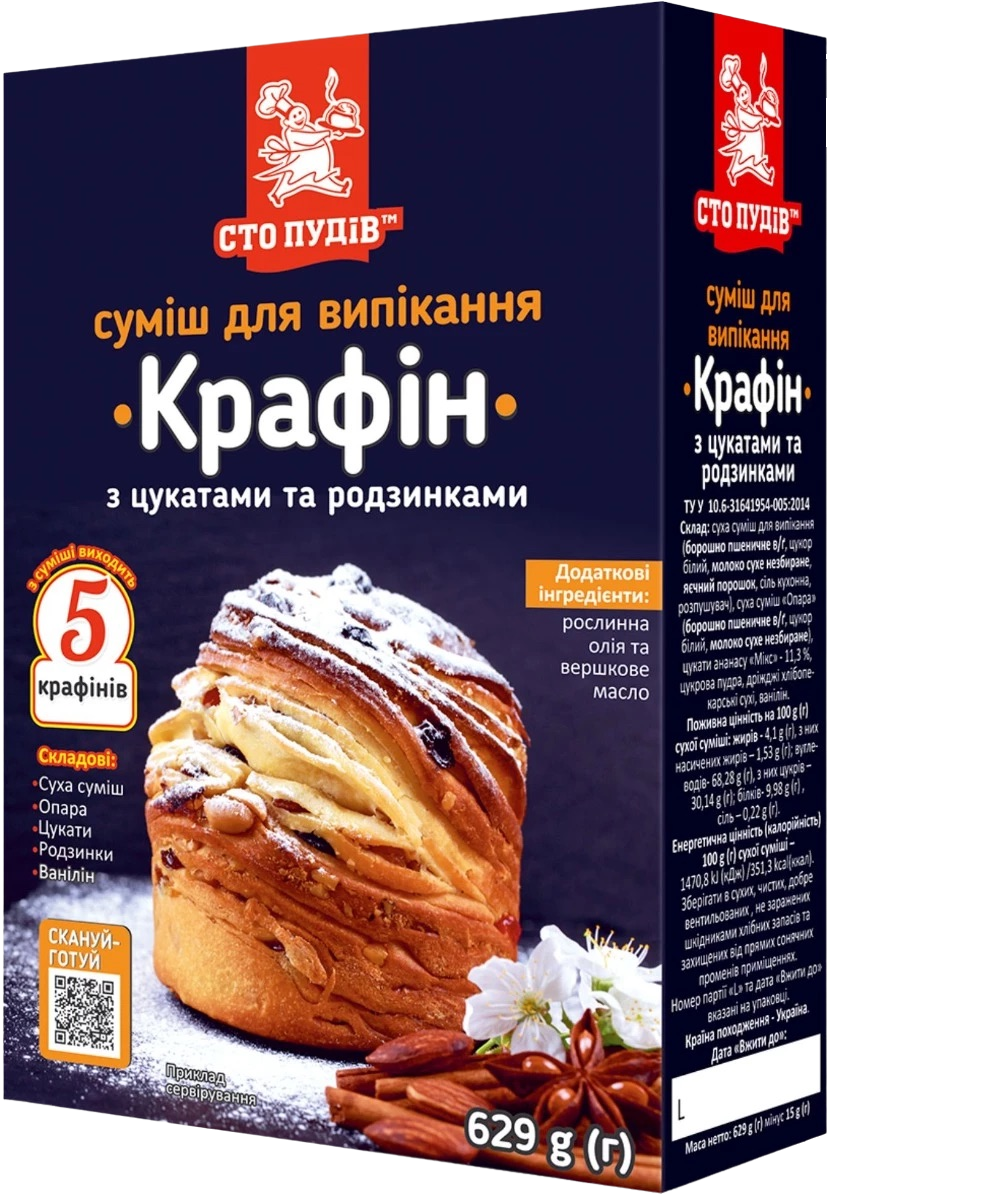 СТО ПУДІВ™
суміш для випікання
• Крафін •
з цукатами та родзинками
з суміші виходить
5
крафінів
Додаткові
інгредієнти:
рослинна
олія та
вершкове
масло
Складові:
•Суха суміш
•Опара
•Цукати
•Родзинки
•Ванілін
СКАНУЙ-
ГОТУЙ
Приклад
сервірування
629 g (г)
СТО ПУДІВ™
суміш для
випікання
•Крафін•
з цукатами та
родзинками
ТУ У 10.6-31641954-005:2014
Склад: суха суміш для випікання
(борошно пшеничне в/ґ, цукор
білий, молоко сухе незбиране,
яєчний порошок, сіль кухонна,
розпушувач), суха суміш «Опара»
(борошно пшеничне в/ґ, цукор
білий, молоко сухе незбиране),
цукати ананасу «Мікс» - 11,3 %,
цукрова пудра, дріжджі хлібопе-
карські сухі, ванілін.
Поживна цінність на 100 g (г)
сухої суміші: жирів - 4,1 g (г), з них
насичених жирів – 1,53 g (г); вугле-
водів- 68,28 g (г), з них цукрів –
30,14 g (г); білків- 9,98 g (г) ,
сіль – 0,22 g (г).
Енергетична цінність (калорійність)
100 g (г) сухої суміші –
1470,8 kJ (кДж) /351,3 kcal(ккал).
Зберігати в сухих, чистих, добре
вентильованих , не заражених
шкідниками хлібних запасів та
захищених від прямих сонячних
променів приміщеннях.
Номер партії «L» та дата «Вжити до»
вказані на упаковці.
Країна походження - Україна.
Дата «Вжити до»:
L
Маса нетто: 629 g (г) мінус 15 g (г)